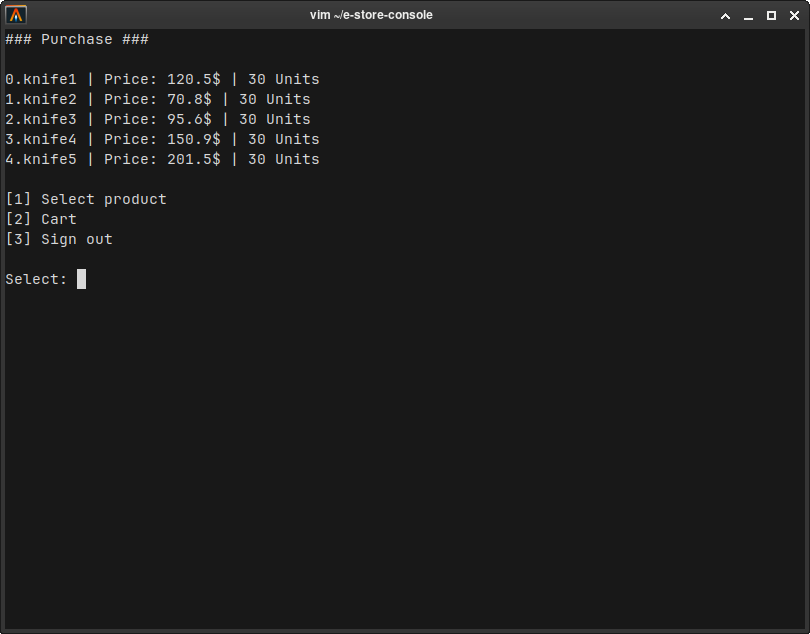 vim ~/e-store-console
### Purchase ###
0.knife1 | Price: 120.5$ | 30 Units
1.knife2 | Price: 70.8$ | 30 Units
2.knife3 | Price: 95.6$ | 30 Units
3.knife4 | Price: 150.9$ | 30 Units
4.knife5 | Price: 201.5$ | 30 Units
[1] Select product
[2] Cart
[3] Sign out
Select: